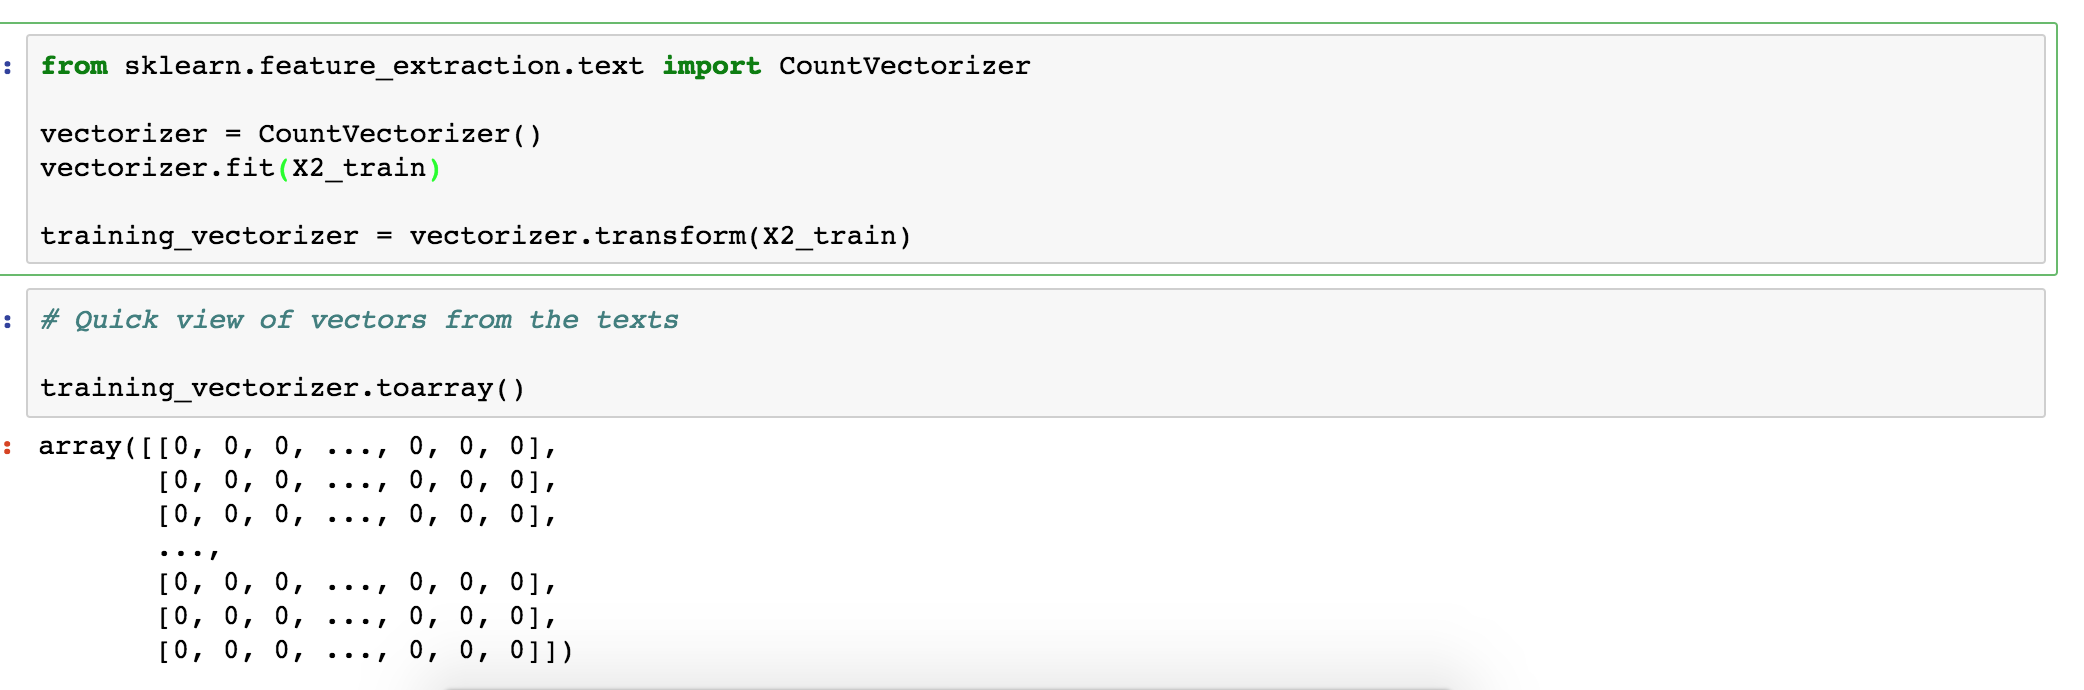 : from sklearn.feature_extraction.text import CountVectorizer
vectorizer = CountVectorizer()
vectorizer.fit(X2_train)
training_vectorizer = vectorizer.transform(X2_train)
: # Quick view of vectors from the texts
training_vectorizer.toarray()
: array([[0, 0, 0, ..., 0, 0, 0],
[0, 0, 0, ..., 0, 0, 0],
[0, 0, 0, ..., 0, 0, 0],
...,
[0, 0, 0, ..., 0, 0, 0],
[0, 0, 0, ..., 0, 0, 0],
[0, 0, 0, ..., 0, 0, 0]])